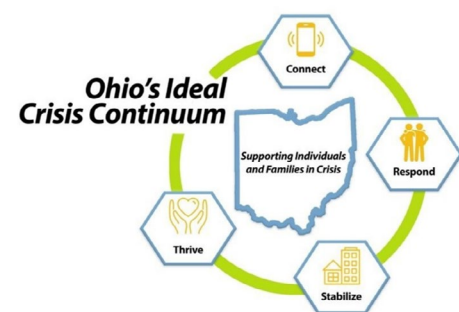 Ohio's Ideal
Crisis Continuum
Connect
Supporting Individuals
and Families in Crisis
Respond
Thrive
Stabilize